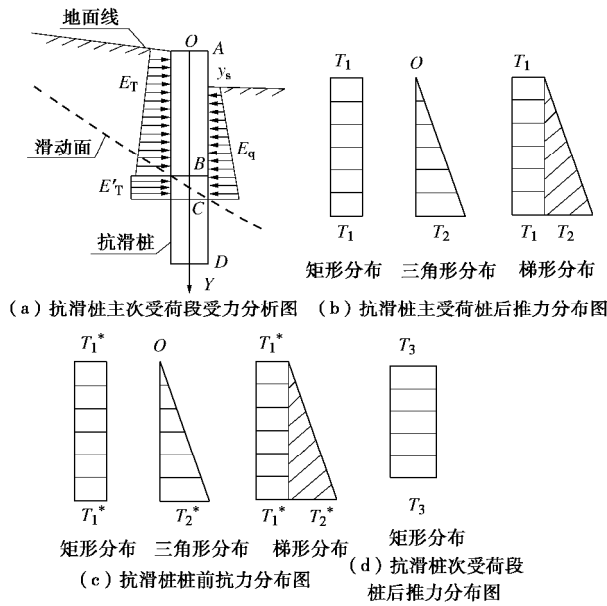 地面线
O
A
y_s
E_T
滑动面
B
E_q
E'_T
C
抗滑桩
D
Y
(a)抗滑桩主次受荷段受力分析图
T_1
O
T_1
T_1
T_2
T_1 T_2
矩形分布 三角形分布 梯形分布
(b)抗滑桩主受荷桩后推力分布图
T_1*
O
T_1*
T_1*
T_2*
T_1* T_2*
矩形分布 三角形分布 梯形分布
(c)抗滑桩桩前抗力分布图
T_3
T_3
矩形分布
(d)抗滑桩次受荷段
桩后推力分布图